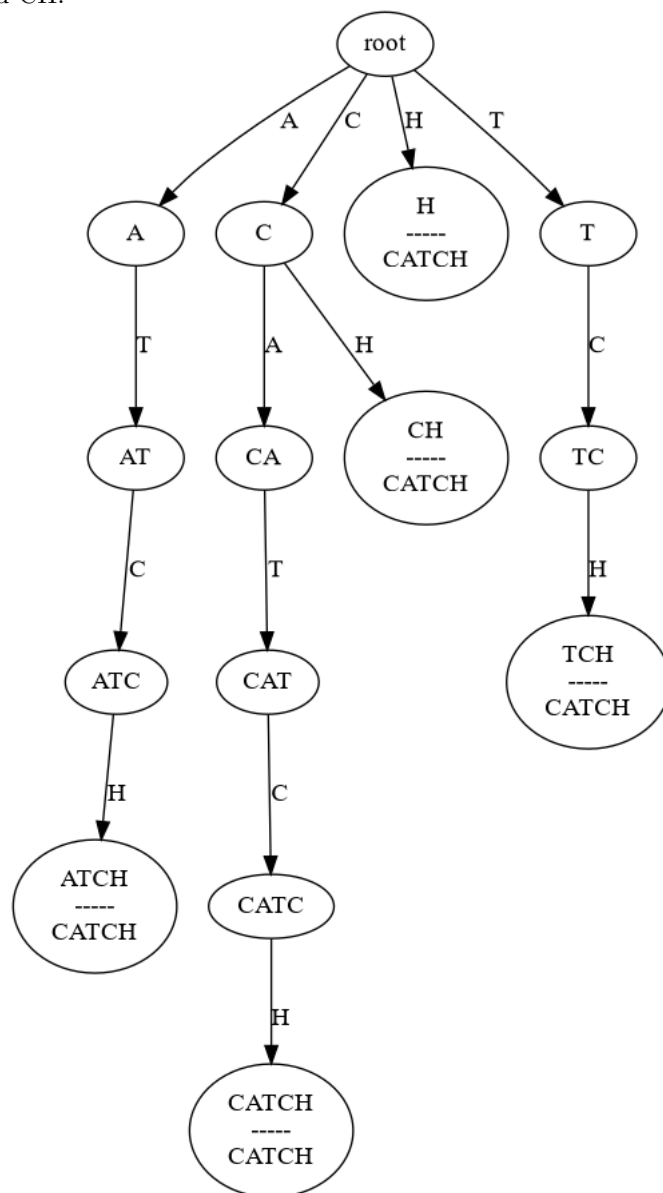 root
A
C
H
T
A
C
H
-----
CATCH
T
T
A
H
C
AT
CA
CH
-----
CATCH
TC
C
T
H
ATC
CAT
TCH
-----
CATCH
H
C
ATCH
-----
CATCH
CATC
H
CATCH
-----
CATCH